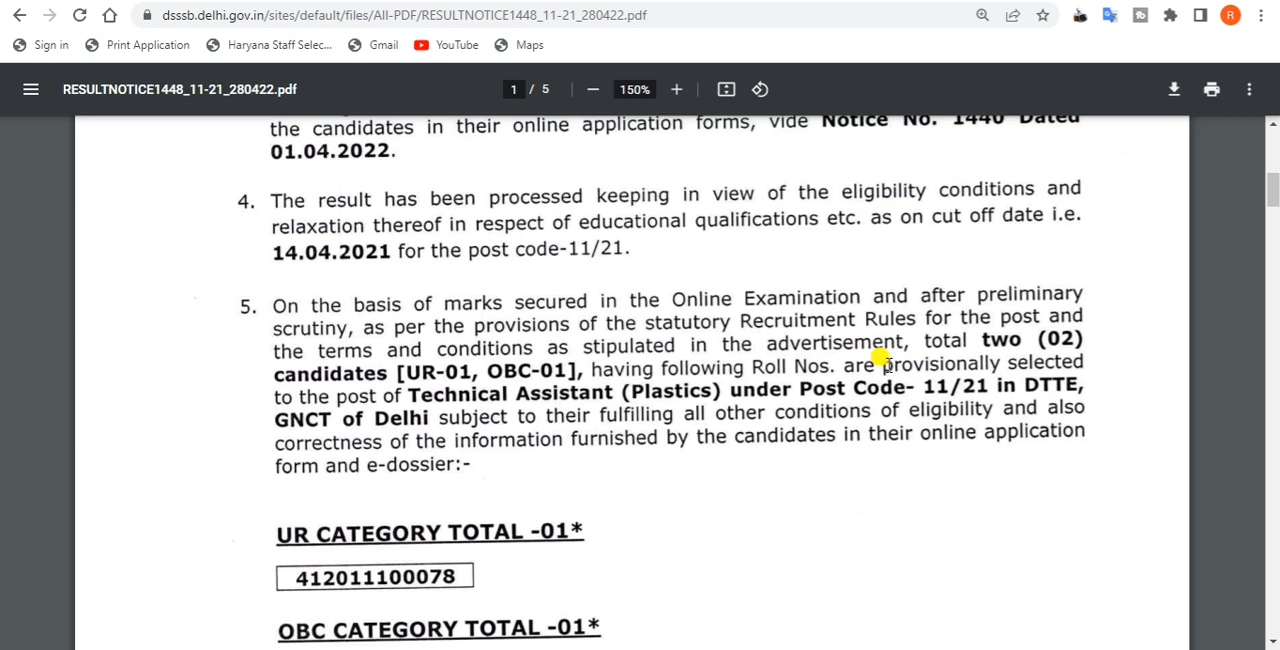 dsssb.delhi.gov.in/sites/default/files/All-PDF/RESULTNOTICE1448_11-21_280422.pdf
R
Sign in
Print Application
Haryana Staff Selec...
Gmail
YouTube
Maps
RESULTNOTICE1448_11-21_280422.pdf
1 / 5
150%
the candidates in their online application forms, vide Notice No. 1440 Dated
01.04.2022.
4. The result has been processed keeping in view of the eligibility conditions and
relaxation thereof in respect of educational qualifications etc. as on cut off date i.e.
14.04.2021 for the post code-11/21.
5. On the basis of marks secured in the Online Examination and after preliminary
scrutiny, as per the provisions of the statutory Recruitment Rules for the post and
the terms and conditions as stipulated in the advertisement, total two (02)
candidates [UR-01, OBC-01], having following Roll Nos. are provisionally selected
to the post of Technical Assistant (Plastics) under Post Code- 11/21 in DTTE,
GNCT of Delhi subject to their fulfilling all other conditions of eligibility and also
correctness of the information furnished by the candidates in their online application
form and e-dossier:-
UR CATEGORY TOTAL -01*
412011100078
OBC CATEGORY TOTAL -01*